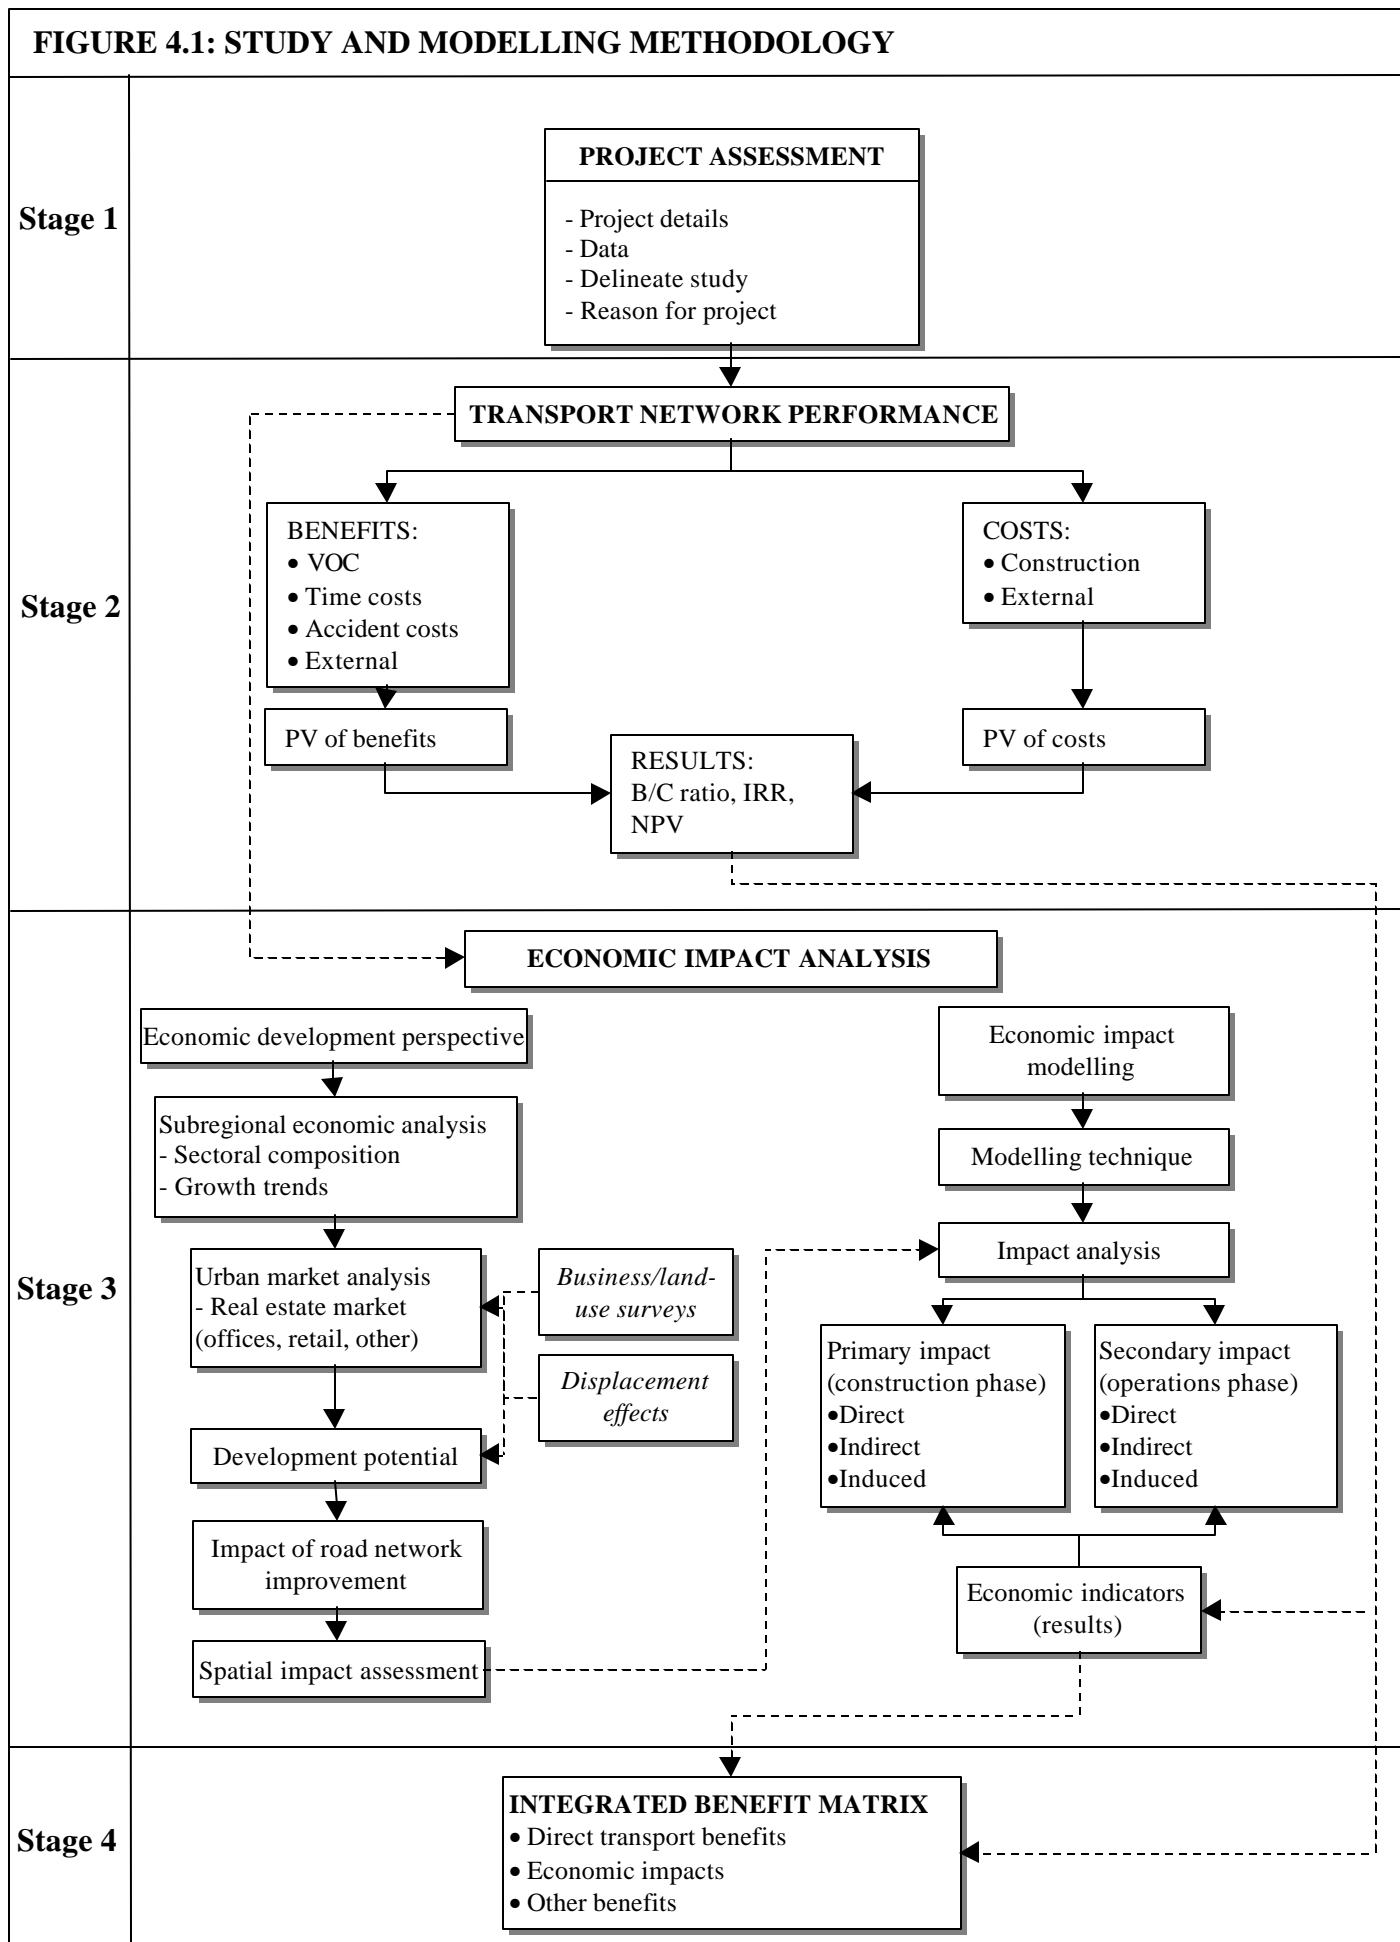 FIGURE 4.1: STUDY AND MODELLING METHODOLOGY
Stage 1
PROJECT ASSESSMENT
- Project details
- Data
- Delineate study
- Reason for project
Stage 2
TRANSPORT NETWORK PERFORMANCE
BENEFITS:
• VOC
• Time costs
• Accident costs
• External
COSTS:
• Construction
• External
PV of benefits
PV of costs
RESULTS:
B/C ratio, IRR,
NPV
Stage 3
ECONOMIC IMPACT ANALYSIS
Economic development perspective
Subregional economic analysis
- Sectoral composition
- Growth trends
Urban market analysis
- Real estate market
(offices, retail, other)
Business/land-
use surveys
Displacement
effects
Development potential
Impact of road network
improvement
Spatial impact assessment
Economic impact
modelling
Modelling technique
Impact analysis
Primary impact
(construction phase)
•Direct
•Indirect
•Induced
Secondary impact
(operations phase)
•Direct
•Indirect
•Induced
Economic indicators
(results)
Stage 4
INTEGRATED BENEFIT MATRIX
• Direct transport benefits
• Economic impacts
• Other benefits